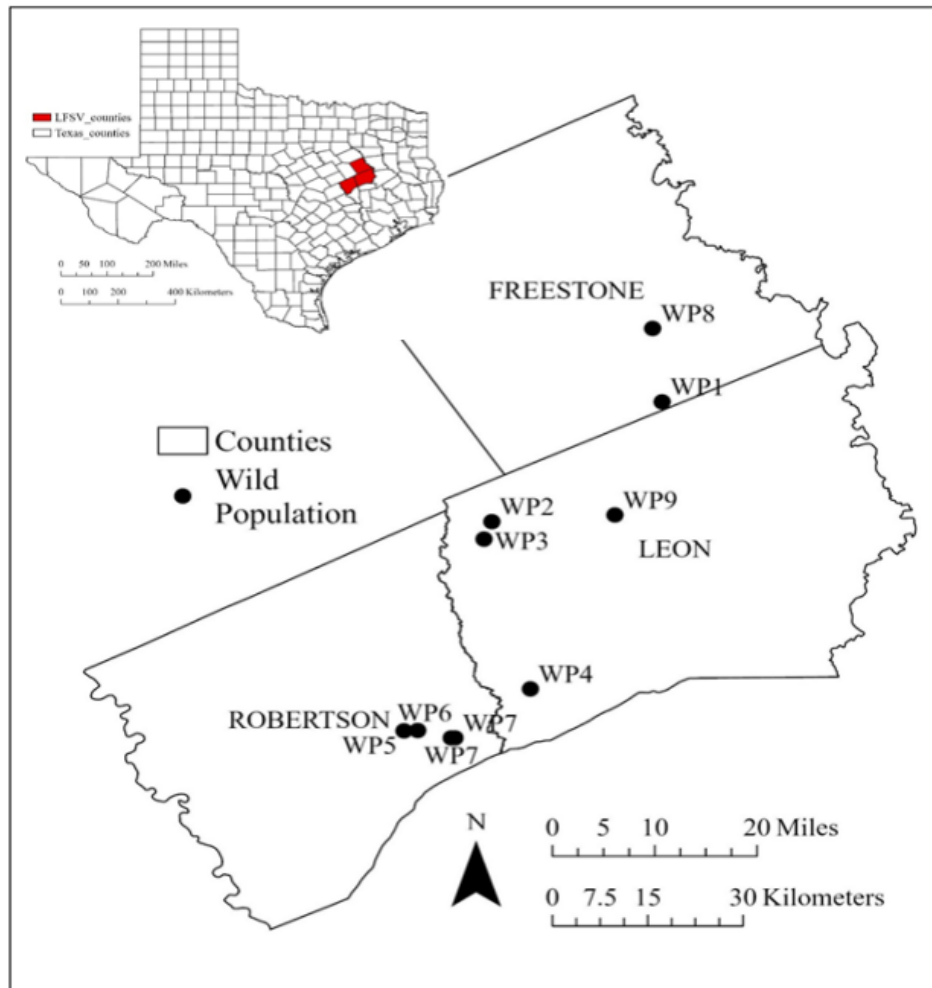 LFSV_counties
Texas_counties
0 50 100 200 Miles
0 100 200 400 Kilometers
FREESTONE
WP8
WP1
Counties
Wild
Population
WP2
WP9
WP3
LEON
WP4
ROBERTSON
WP6
WP7
WP5
WP7
N
0 5 10 20 Miles
0 7.5 15 30 Kilometers